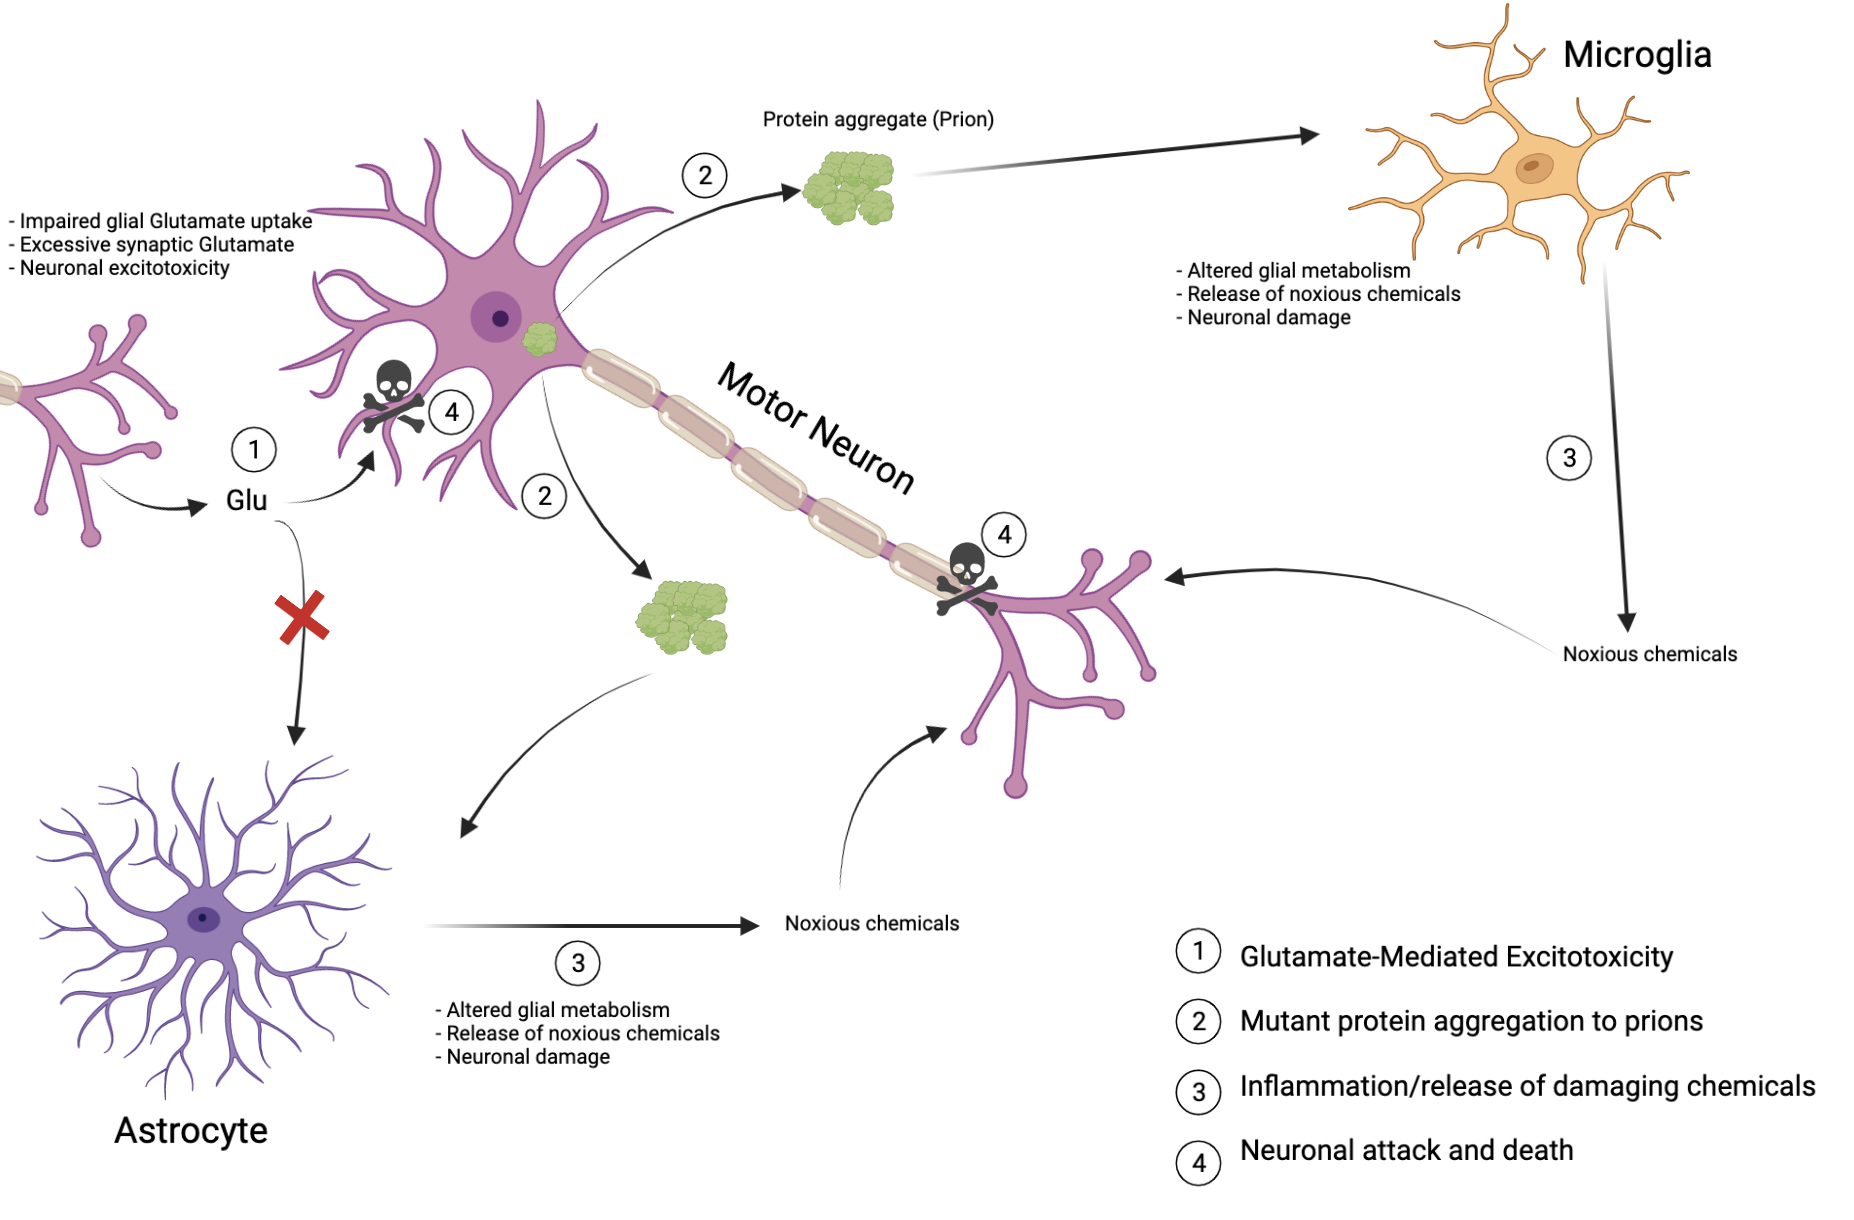 Microglia
Protein aggregate (Prion)
2
- Impaired glial Glutamate uptake
- Excessive synaptic Glutamate
- Neuronal excitotoxicity
- Altered glial metabolism
- Release of noxious chemicals
- Neuronal damage
Motor Neuron
4
1
Glu
2
3
4
Noxious chemicals
Noxious chemicals
3
- Altered glial metabolism
- Release of noxious chemicals
- Neuronal damage
Astrocyte
1 Glutamate-Mediated Excitotoxicity
2 Mutant protein aggregation to prions
3 Inflammation/release of damaging chemicals
4 Neuronal attack and death